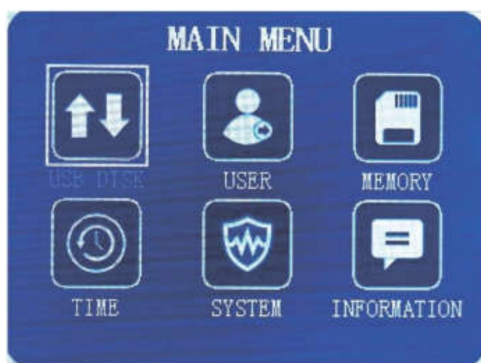 MAIN MENU
USB DISK USER MEMORY
TIME SYSTEM INFORMATION